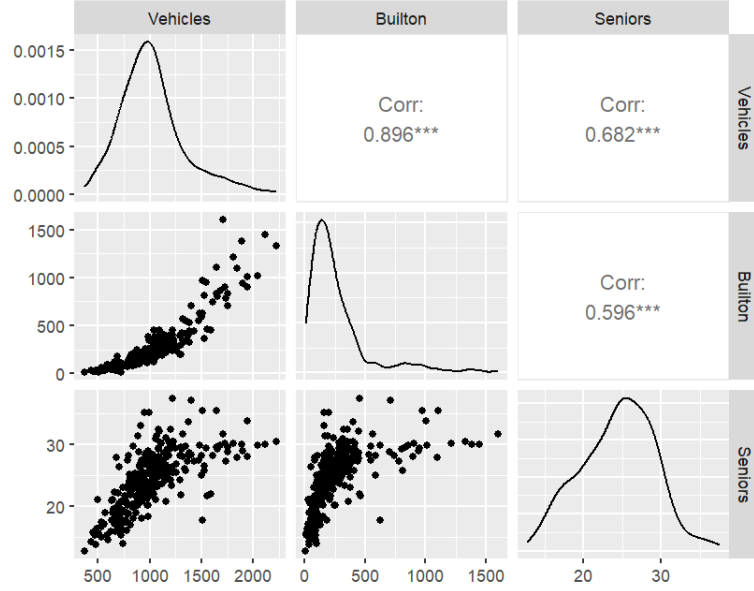 Vehicles Builton Seniors
0.0015
0.0010
0.0005
0.0000
Corr:
0.896***
Corr:
0.682***
Vehicles
1500
1000
500
0
Corr:
0.596***
Builton
30
20
Seniors
500 1000 1500 2000 0 500 1000 1500 20 30